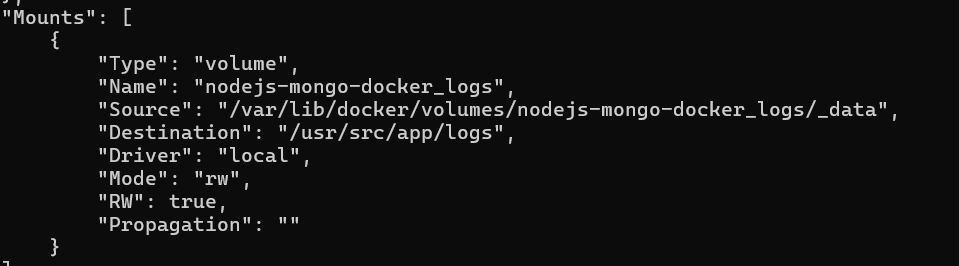 "Mounts": [
{
"Type": "volume",
"Name": "nodejs-mongo-docker_logs",
"Source": "/var/lib/docker/volumes/nodejs-mongo-docker_logs/_data",
"Destination": "/usr/src/app/logs",
"Driver": "local",
"Mode": "rw",
"RW": true,
"Propagation": ""
}